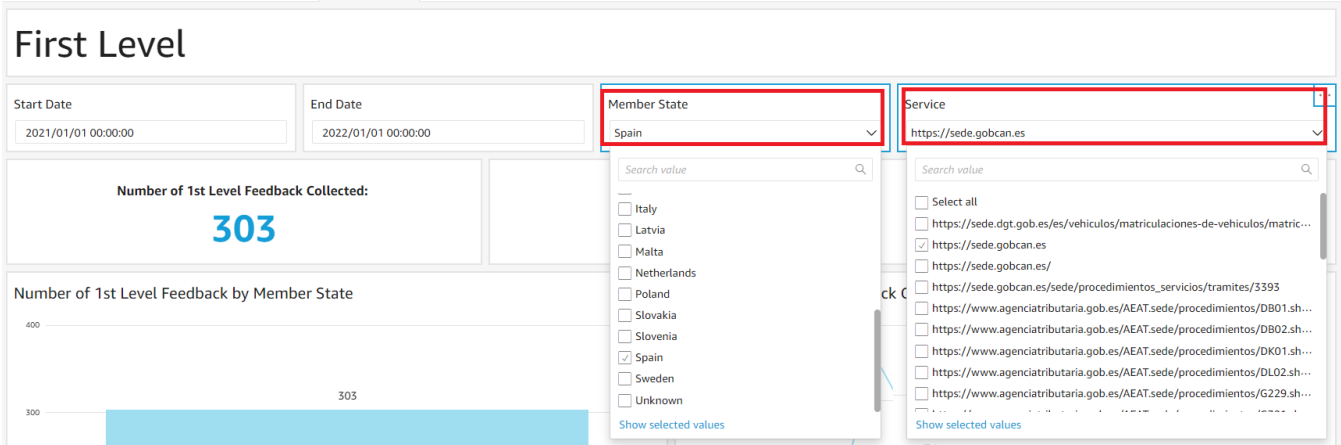 First Level
Start Date
2021/01/01 00:00:00
End Date
2022/01/01 00:00:00
Member State
Spain
Service
https://sede.gobcan.es
Number of 1st Level Feedback Collected:
303
Number of 1st Level Feedback by Member State
400
303
300
Search value
Italy
Latvia
Malta
Netherlands
Poland
Slovakia
Slovenia
Spain
Sweden
Unknown
Show selected values
ck
Search value
Select all
https://sede.dgt.gob.es/es/vehiculos/matriculaciones-de-vehiculos/matric···
https://sede.gobcan.es
https://sede.gobcan.es/
https://sede.gobcan.es/sede/procedimientos_servicios/tramites/3393
https://www.agenciatributaria.gob.es/AEAT.sede/procedimientos/DB01.sh···
https://www.agenciatributaria.gob.es/AEAT.sede/procedimientos/DB02.sh···
https://www.agenciatributaria.gob.es/AEAT.sede/procedimientos/DK01.sh···
https://www.agenciatributaria.gob.es/AEAT.sede/procedimientos/DL02.sh···
https://www.agenciatributaria.gob.es/AEAT.sede/procedimientos/G229.sh···
Show selected values